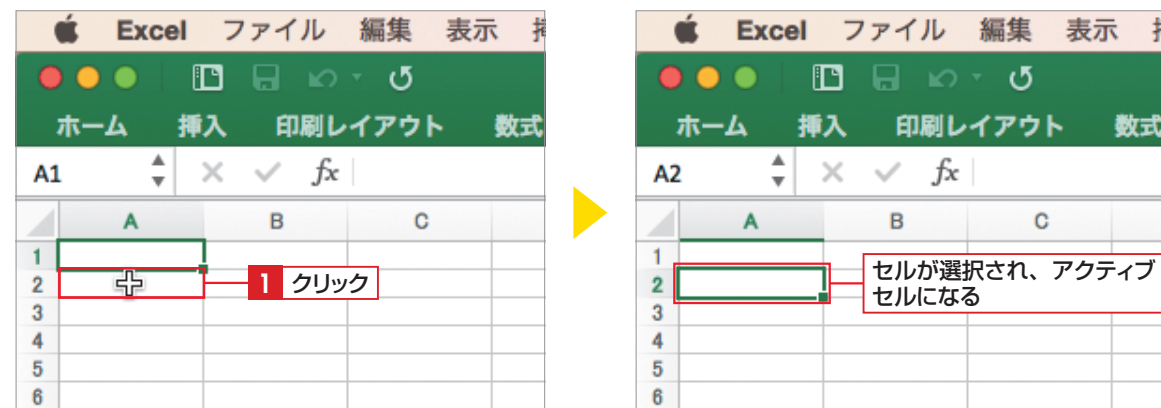 Excel ファイル 編集 表示
ホーム 挿入 印刷レイアウト 数式
A1 fx
A B C
1
2
1 クリック
3
4
5
6
Excel ファイル 編集 表示
ホーム 挿入 印刷レイアウト 数式
A2 fx
A B C
1
2
セルが選択され、アクティブ
セルになる
3
4
5
6